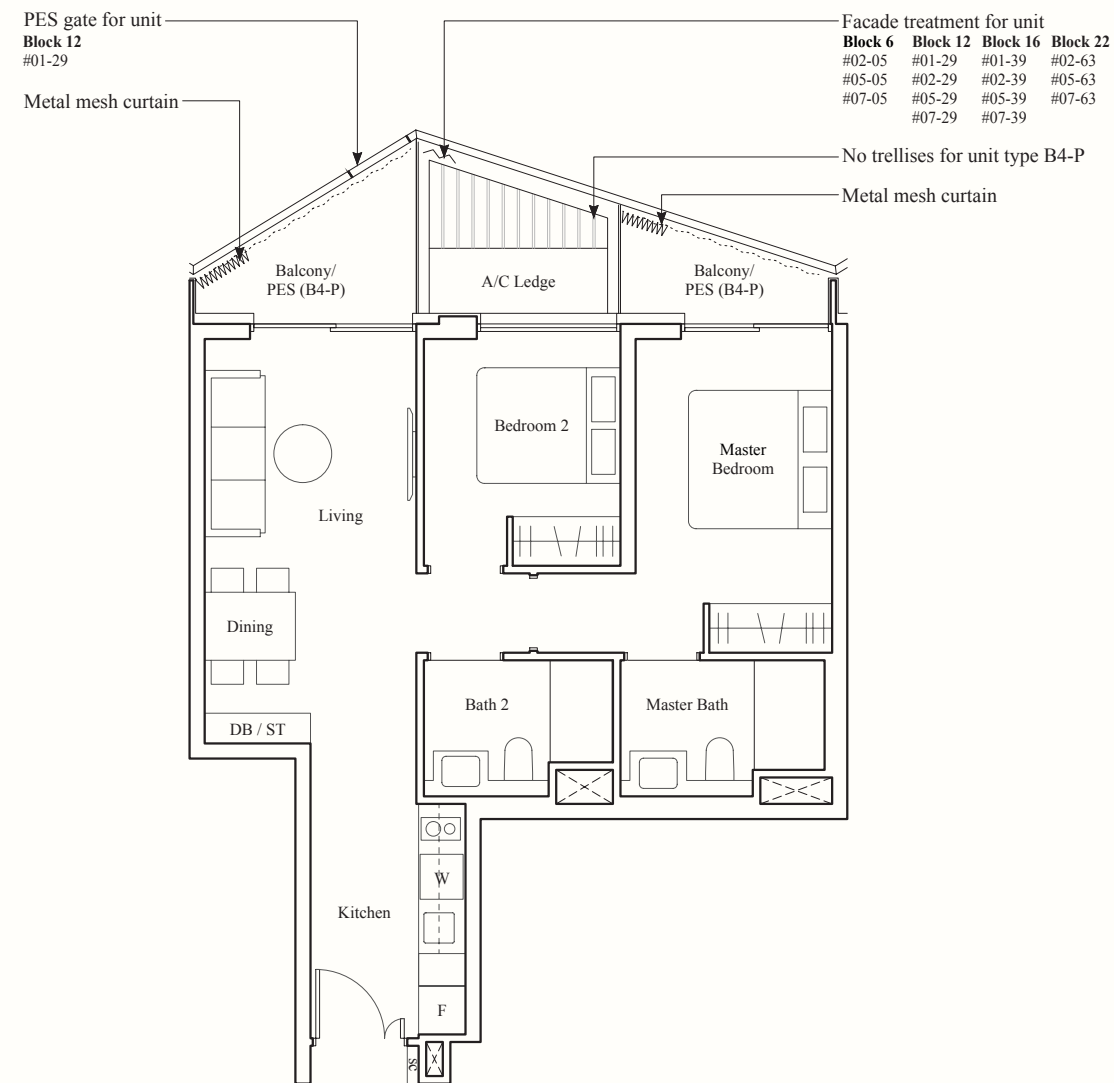 PES gate for unit
Block 12
#01-29
Metal mesh curtain
Facade treatment for unit
Block 6 Block 12 Block 16 Block 22
#02-05 #01-29 #01-39 #02-63
#05-05 #02-29 #02-39 #05-63
#07-05 #05-29 #05-39 #07-63
#07-29 #07-39
No trellises for unit type B4-P
Metal mesh curtain
Balcony/
PES (B4-P)
A/C Ledge
Balcony/
PES (B4-P)
Bedroom 2
Master
Bedroom
Living
Dining
DB / ST
Bath 2
Master Bath
W
Kitchen
F
SC